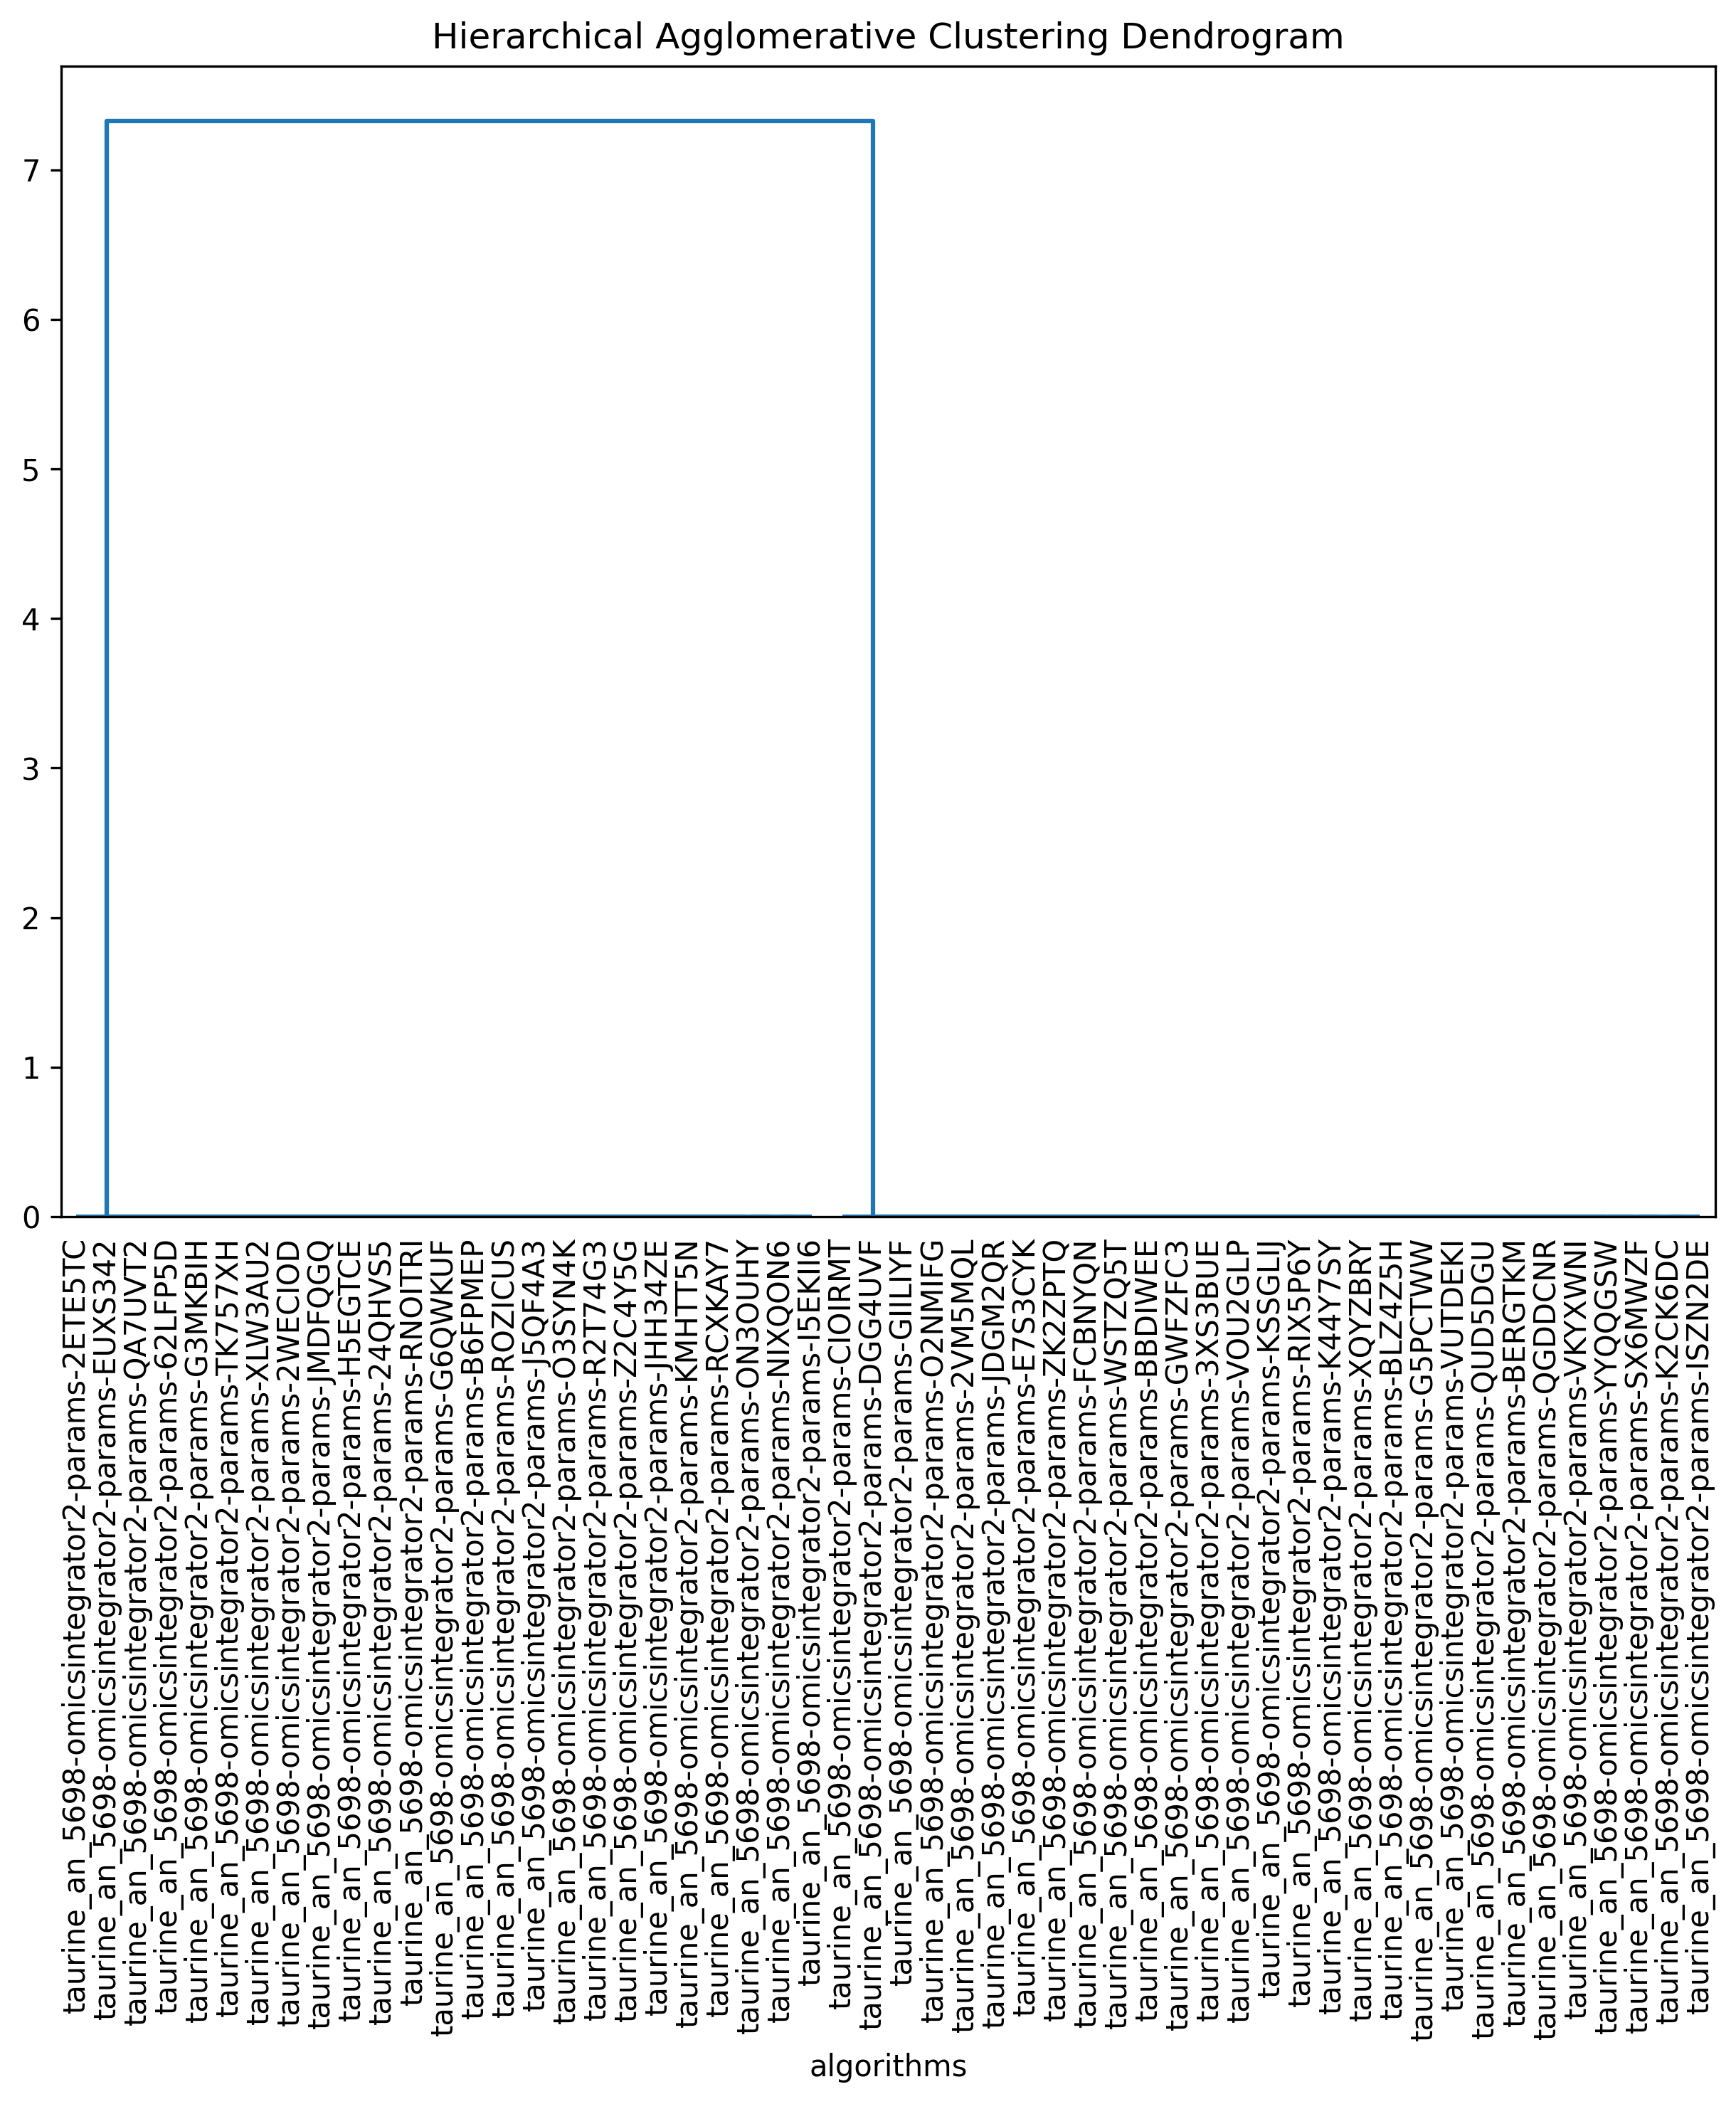 Hierarchical Agglomerative Clustering Dendrogram
7
6
5
4
3
2
1
0
taurine_an_5698-omicsintegrator2-params-2ETE5TC
taurine_an_5698-omicsintegrator2-params-EUXS342
taurine_an_5698-omicsintegrator2-params-QA7UVT2
taurine_an_5698-omicsintegrator2-params-62LFP5D
taurine_an_5698-omicsintegrator2-params-G3MKBIH
taurine_an_5698-omicsintegrator2-params-TK757XH
taurine_an_5698-omicsintegrator2-params-XLW3AU2
taurine_an_5698-omicsintegrator2-params-2WECIOD
taurine_an_5698-omicsintegrator2-params-JMDFQGQ
taurine_an_5698-omicsintegrator2-params-H5EGTCE
taurine_an_5698-omicsintegrator2-params-24QHVS5
taurine_an_5698-omicsintegrator2-params-RNOITRI
taurine_an_5698-omicsintegrator2-params-G6QWKUF
taurine_an_5698-omicsintegrator2-params-B6FPMEP
taurine_an_5698-omicsintegrator2-params-ROZICUS
taurine_an_5698-omicsintegrator2-params-J5QF4A3
taurine_an_5698-omicsintegrator2-params-O3SYN4K
taurine_an_5698-omicsintegrator2-params-R2T74G3
taurine_an_5698-omicsintegrator2-params-Z2C4Y5G
taurine_an_5698-omicsintegrator2-params-JHH34ZE
taurine_an_5698-omicsintegrator2-params-KMHTT5N
taurine_an_5698-omicsintegrator2-params-RCXKAY7
taurine_an_5698-omicsintegrator2-params-ON3OUHY
taurine_an_5698-omicsintegrator2-params-NIXQON6
taurine_an_5698-omicsintegrator2-params-I5EKII6
taurine_an_5698-omicsintegrator2-params-CIOIRMT
taurine_an_5698-omicsintegrator2-params-DGG4UVF
taurine_an_5698-omicsintegrator2-params-GIILIYF
taurine_an_5698-omicsintegrator2-params-O2NMIFG
taurine_an_5698-omicsintegrator2-params-2VM5MQL
taurine_an_5698-omicsintegrator2-params-JDGM2QR
taurine_an_5698-omicsintegrator2-params-E7S3CYK
taurine_an_5698-omicsintegrator2-params-ZK2ZPTQ
taurine_an_5698-omicsintegrator2-params-FCBNYQN
taurine_an_5698-omicsintegrator2-params-WSTZQ5T
taurine_an_5698-omicsintegrator2-params-BBDIWEE
taurine_an_5698-omicsintegrator2-params-GWFZFC3
taurine_an_5698-omicsintegrator2-params-3XS3BUE
taurine_an_5698-omicsintegrator2-params-VOU2GLP
taurine_an_5698-omicsintegrator2-params-KSSGLIJ
taurine_an_5698-omicsintegrator2-params-RIX5P6Y
taurine_an_5698-omicsintegrator2-params-K44Y7SY
taurine_an_5698-omicsintegrator2-params-XQYZBRY
taurine_an_5698-omicsintegrator2-params-BLZ4Z5H
taurine_an_5698-omicsintegrator2-params-G5PCTWW
taurine_an_5698-omicsintegrator2-params-VUTDEKI
taurine_an_5698-omicsintegrator2-params-QUD5DGU
taurine_an_5698-omicsintegrator2-params-BERGTKM
taurine_an_5698-omicsintegrator2-params-QGDDCNR
taurine_an_5698-omicsintegrator2-params-VKYXWNI
taurine_an_5698-omicsintegrator2-params-YYQQGSW
taurine_an_5698-omicsintegrator2-params-SX6MWZF
taurine_an_5698-omicsintegrator2-params-K2CK6DC
taurine_an_5698-omicsintegrator2-params-ISZN2DE
algorithms